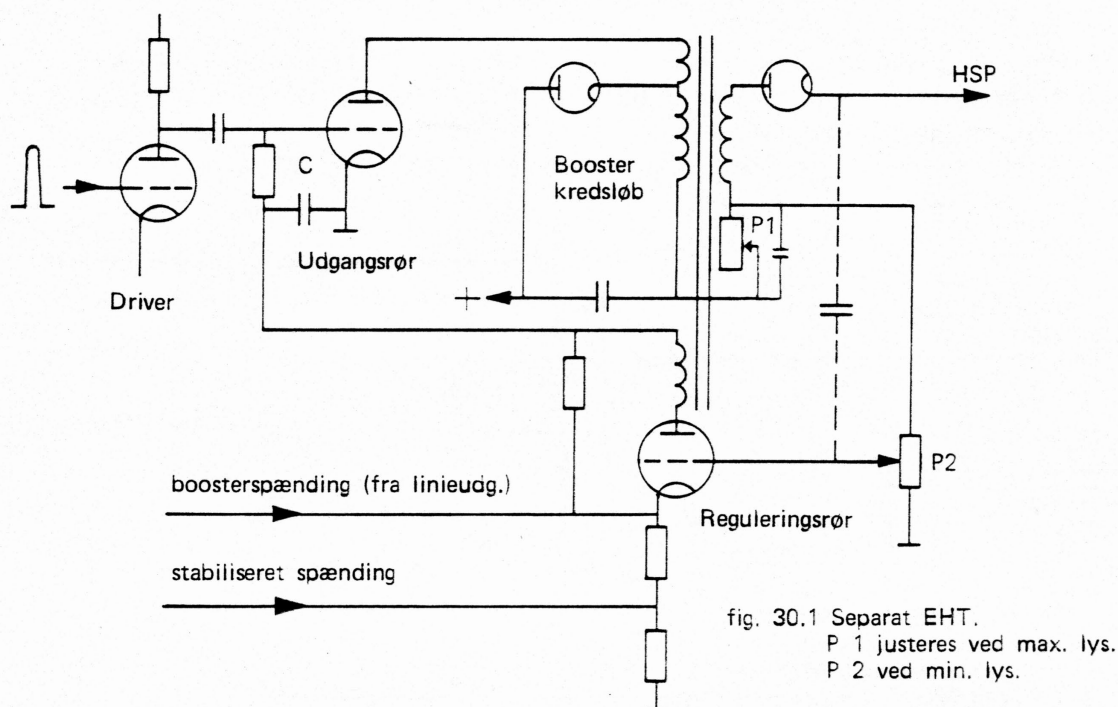 HSP
Booster
kredsløb
C
P1
Udgangsrør
Driver
+
P2
boosterspænding (fra linieudg.)
Reguleringsrør
stabiliseret spænding
fig. 30.1 Separat EHT.
P 1 justeres ved max. lys.
P 2 ved min. lys.